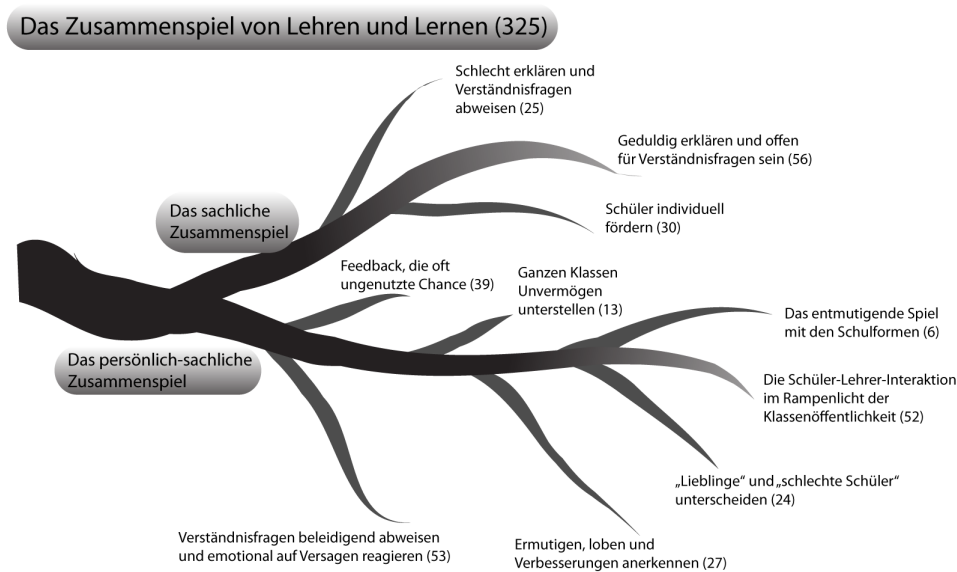 Das Zusammenspiel von Lehren und Lernen (325)
Schlecht erklären und
Verständnisfragen
abweisen (25)
Geduldig erklären und offen
für Verständnisfragen sein (56)
Das sachliche
Zusammenspiel
Schüler individuell
fördern (30)
Feedback, die oft
ungenutzte Chance (39)
Ganzen Klassen
Unvermögen
unterstellen (13)
Das entmutigende Spiel
mit den Schulformen (6)
Das persönlich-sachliche
Zusammenspiel
Die Schüler-Lehrer-Interaktion
im Rampenlicht der
Klassenöffentlichkeit (52)
„Lieblinge“ und „schlechte Schüler“
unterscheiden (24)
Verständnisfragen beleidigend abweisen
und emotional auf Versagen reagieren (53)
Ermutigen, loben und
Verbesserungen anerkennen (27)